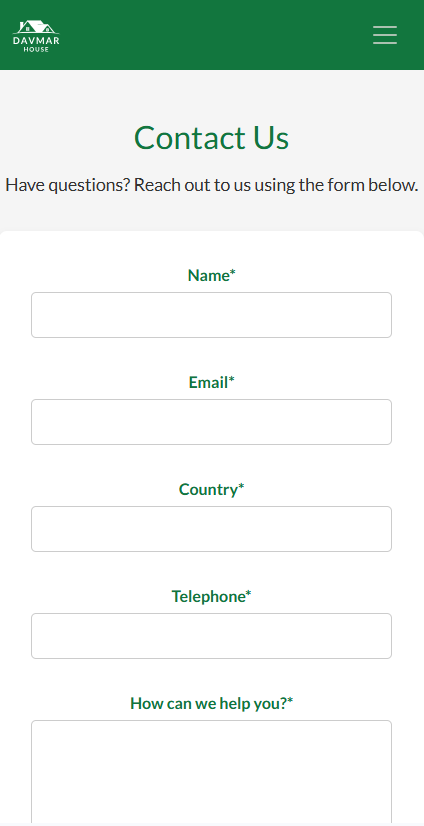 DAVMAR
HOUSE
Contact Us
Have questions? Reach out to us using the form below.
Name*
Email*
Country*
Telephone*
How can we help you?*